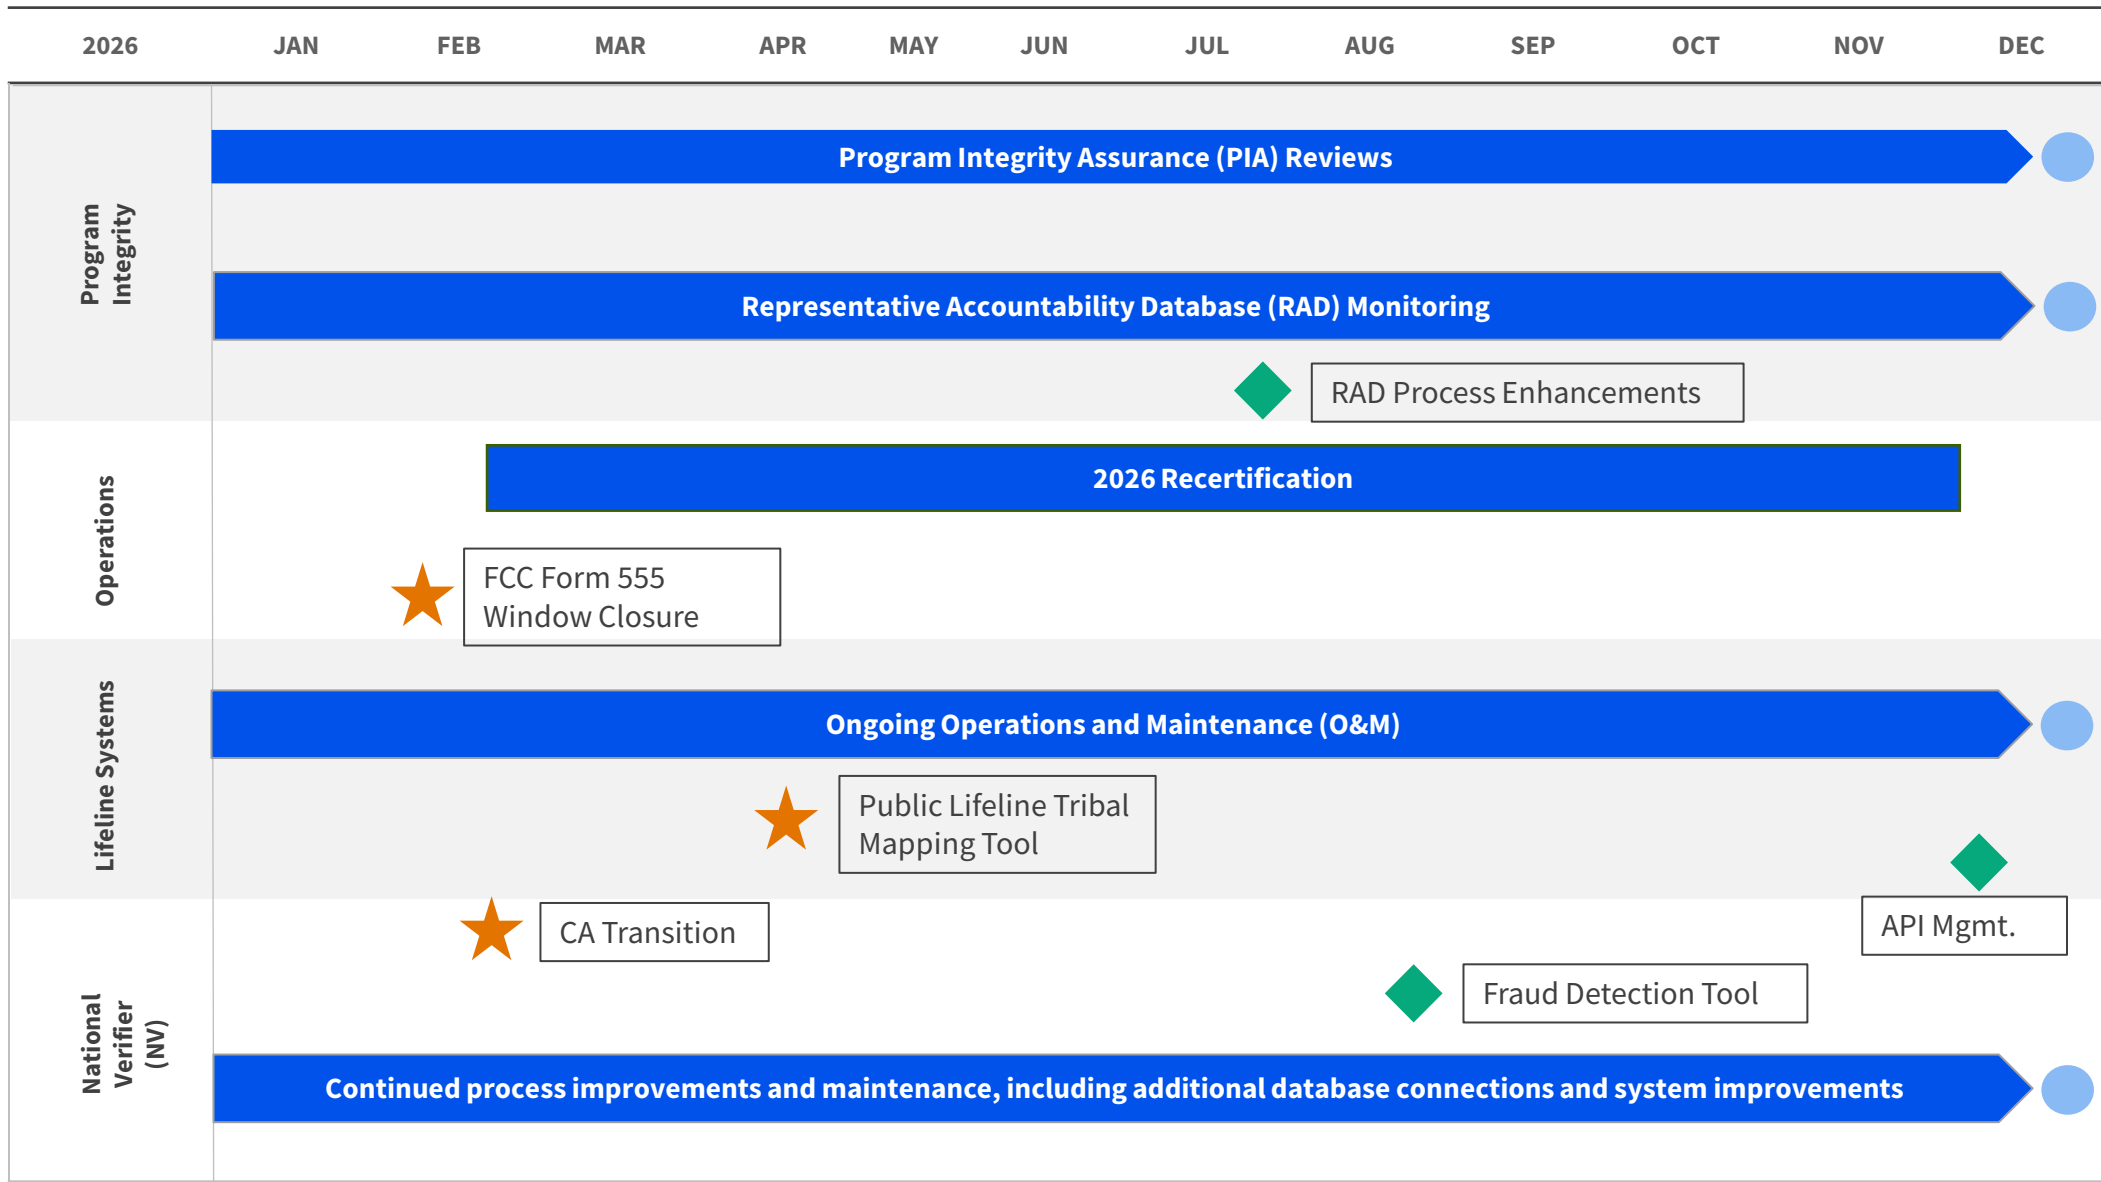 2026 JAN FEB MAR APR MAY JUN JUL AUG SEP OCT NOV DEC
Program
Integrity
Program Integrity Assurance (PIA) Reviews
Representative Accountability Database (RAD) Monitoring
RAD Process Enhancements
Operations
2026 Recertification
FCC Form 555
Window Closure
Lifeline Systems
Ongoing Operations and Maintenance (O&M)
Public Lifeline Tribal
Mapping Tool
API Mgmt.
National
Verifier
(NV)
CA Transition
Fraud Detection Tool
Continued process improvements and maintenance, including additional database connections and system improvements